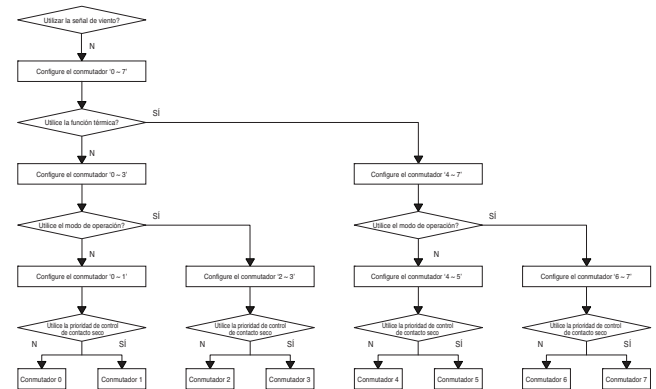 Utilizar la señal de viento?
N
Configure el conmutador '0 ~ 7'
Utilice la función térmica?
SÍ
N
Configure el conmutador '0 ~ 3'
Configure el conmutador '4 ~ 7'
Utilice el modo de operación?
SÍ
Utilice el modo de operación?
SÍ
N
N
Configure el conmutador '0 ~ 1'
Configure el conmutador '2 ~ 3'
Configure el conmutador '4 ~ 5'
Configure el conmutador '6 ~ 7'
Utilice la prioridad de control
de contacto seco
Utilice la prioridad de control
de contacto seco
Utilice la prioridad de control
de contacto seco
Utilice la prioridad de control
de contacto seco
N
SÍ
N
SÍ
N
SÍ
N
SÍ
Conmutador 0
Conmutador 1
Conmutador 2
Conmutador 3
Conmutador 4
Conmutador 5
Conmutador 6
Conmutador 7